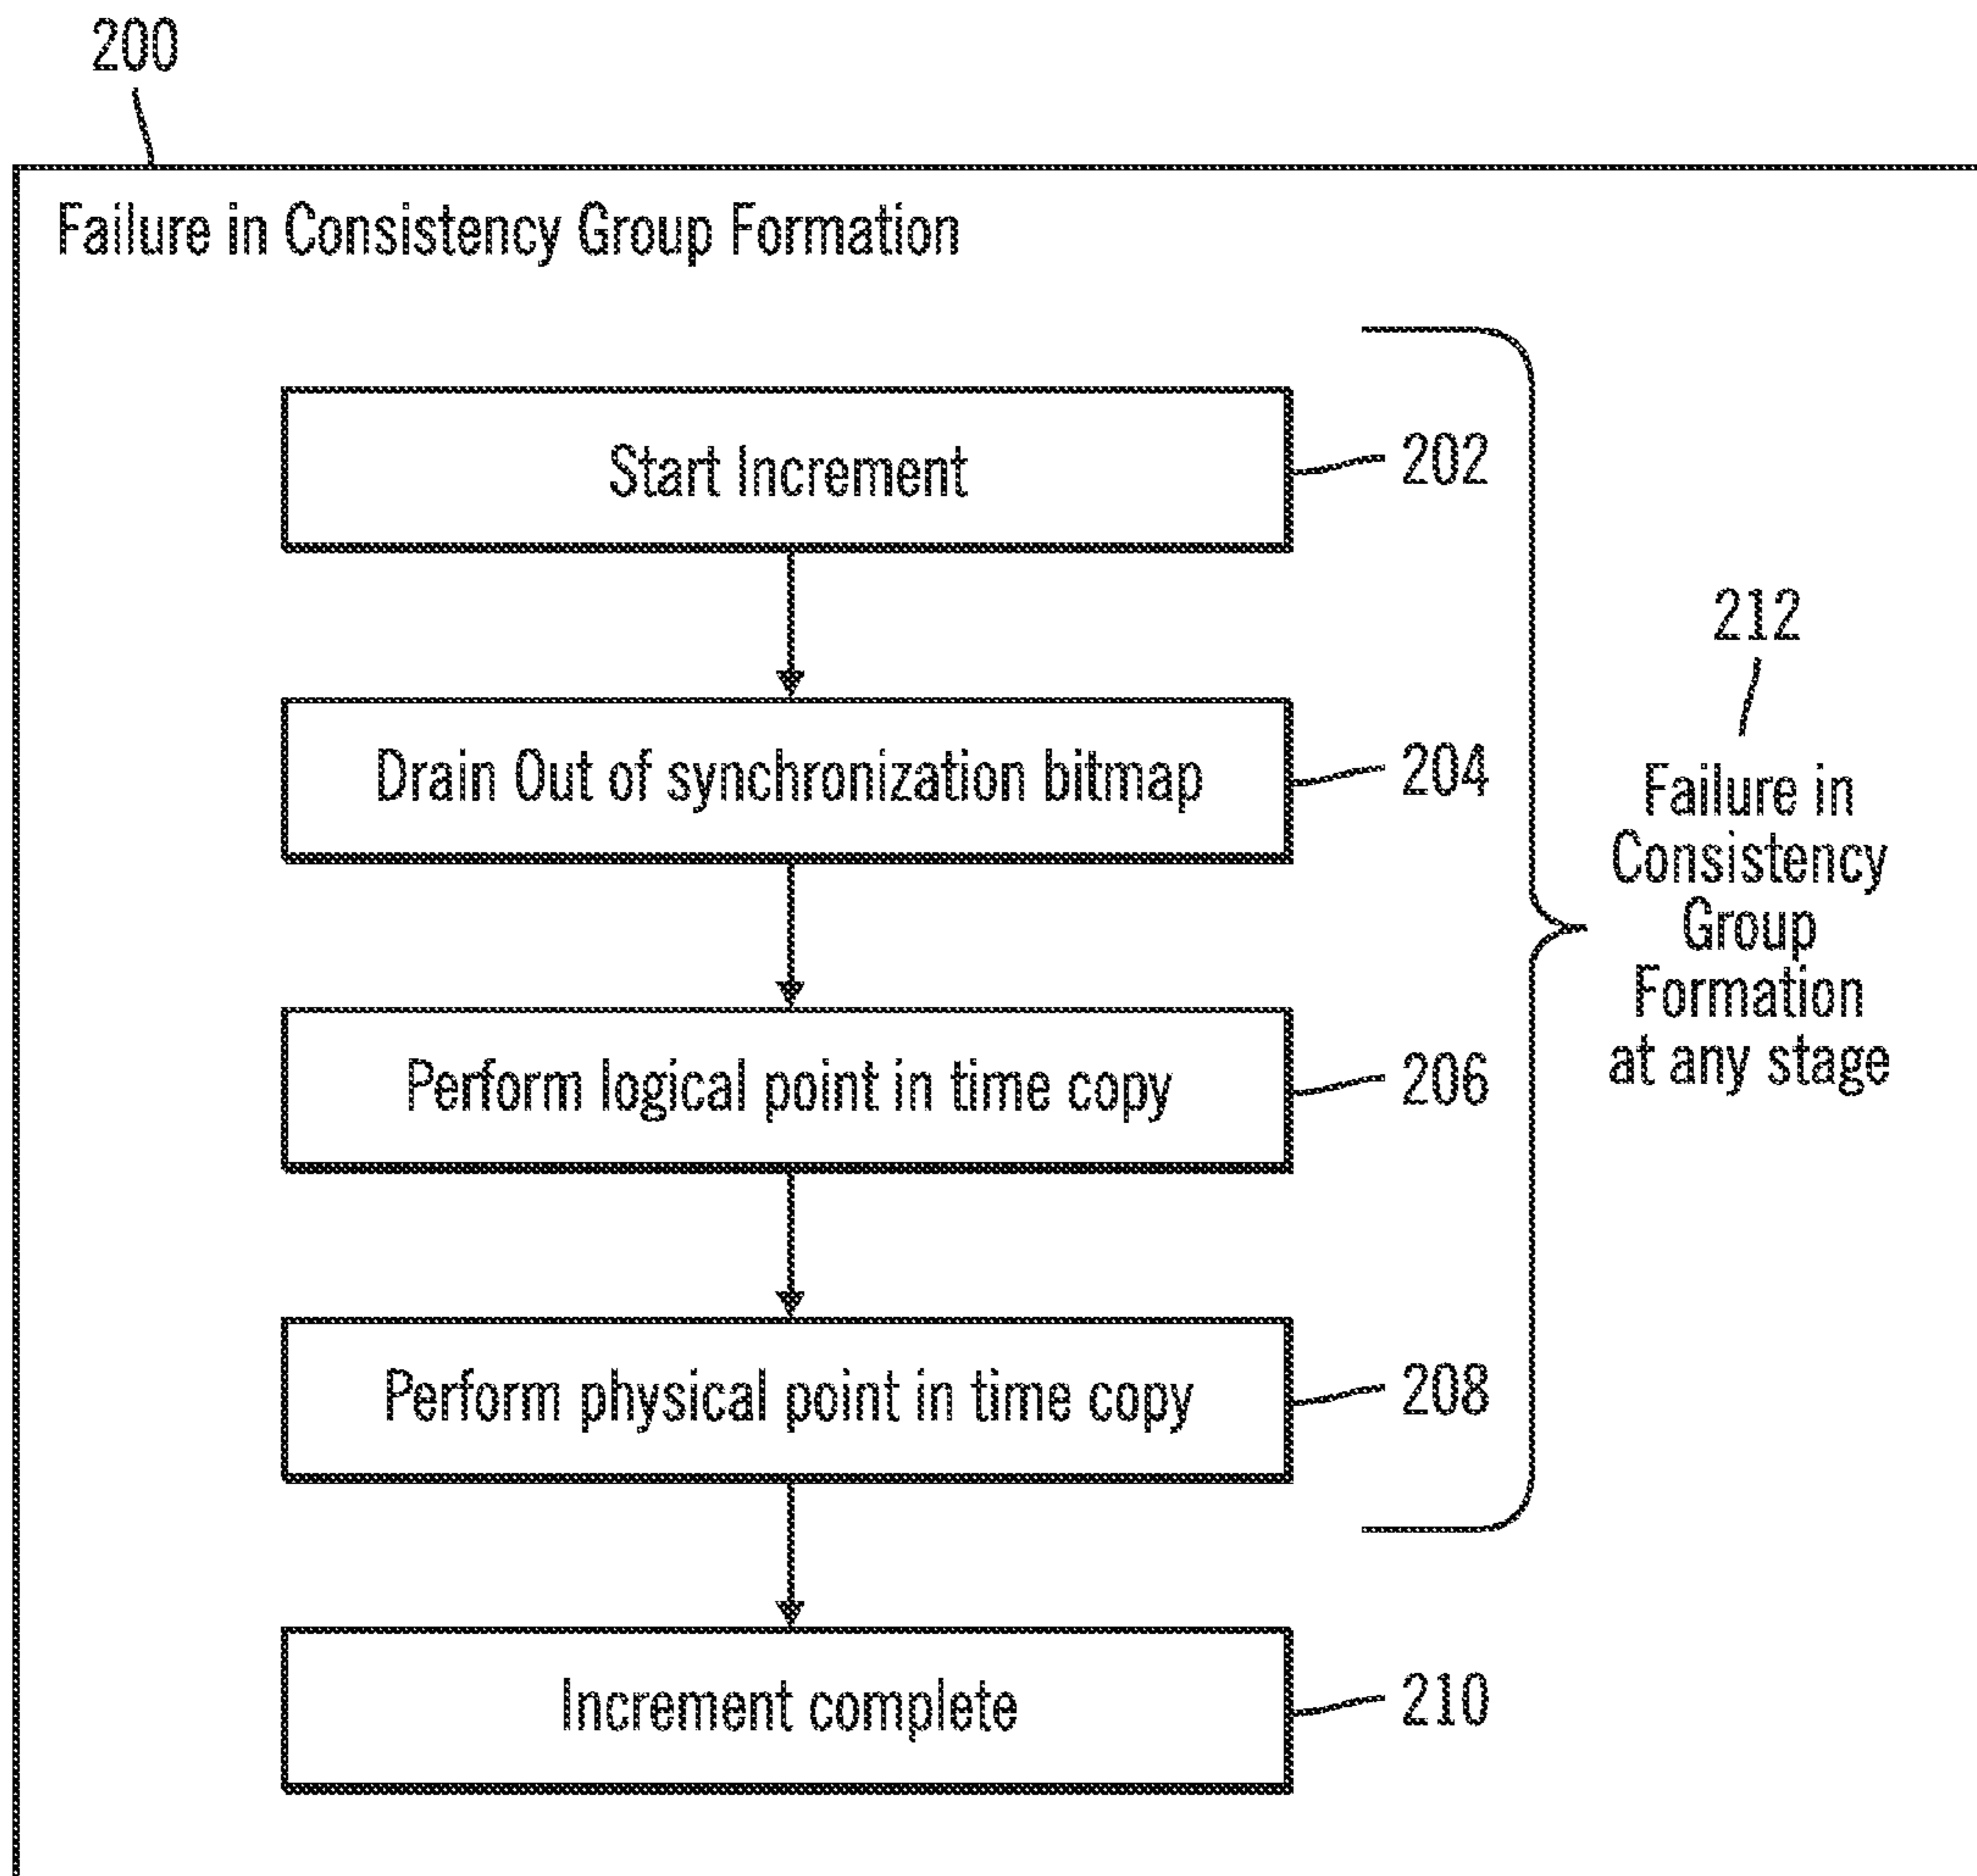 200
Failure in Consistency Group Formation
Start Increment
202
Drain Out of synchronization bitmap
204
Perform logical point in time copy
206
Perform physical point in time copy
208
Increment complete
210
212
Failure in
Consistency
Group
Formation
at any stage